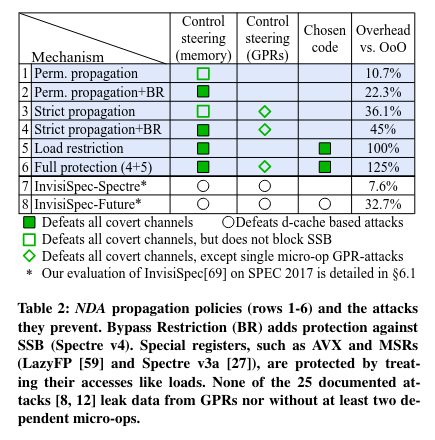 Mechanism
Control steering (memory)
Control steering (GPRs)
Chosen code
Overhead vs. OoO
1 Perm. propagation 10.7%
2 Perm. propagation+BR 22.3%
3 Strict propagation 36.1%
4 Strict propagation+BR 45%
5 Load restriction 100%
6 Full protection (4+5) 125%
7 InvisiSpec-Spectre* 7.6%
8 InvisiSpec-Future* 32.7%
Defeats all covert channels
Defeats d-cache based attacks
Defeats all covert channels, but does not block SSB
Defeats all covert channels, except single micro-op GPR-attacks
* Our evaluation of InvisiSpec[69] on SPEC 2017 is detailed in §6.1
Table 2: NDA propagation policies (rows 1-6) and the attacks
they prevent. Bypass Restriction (BR) adds protection against
SSB (Spectre v4). Special registers, such as AVX and MSRs
(LazyFP [59] and Spectre v3a [27]), are protected by treat-
ing their accesses like loads. None of the 25 documented at-
tacks [8, 12] leak data from GPRs nor without at least two de-
pendent micro-ops.